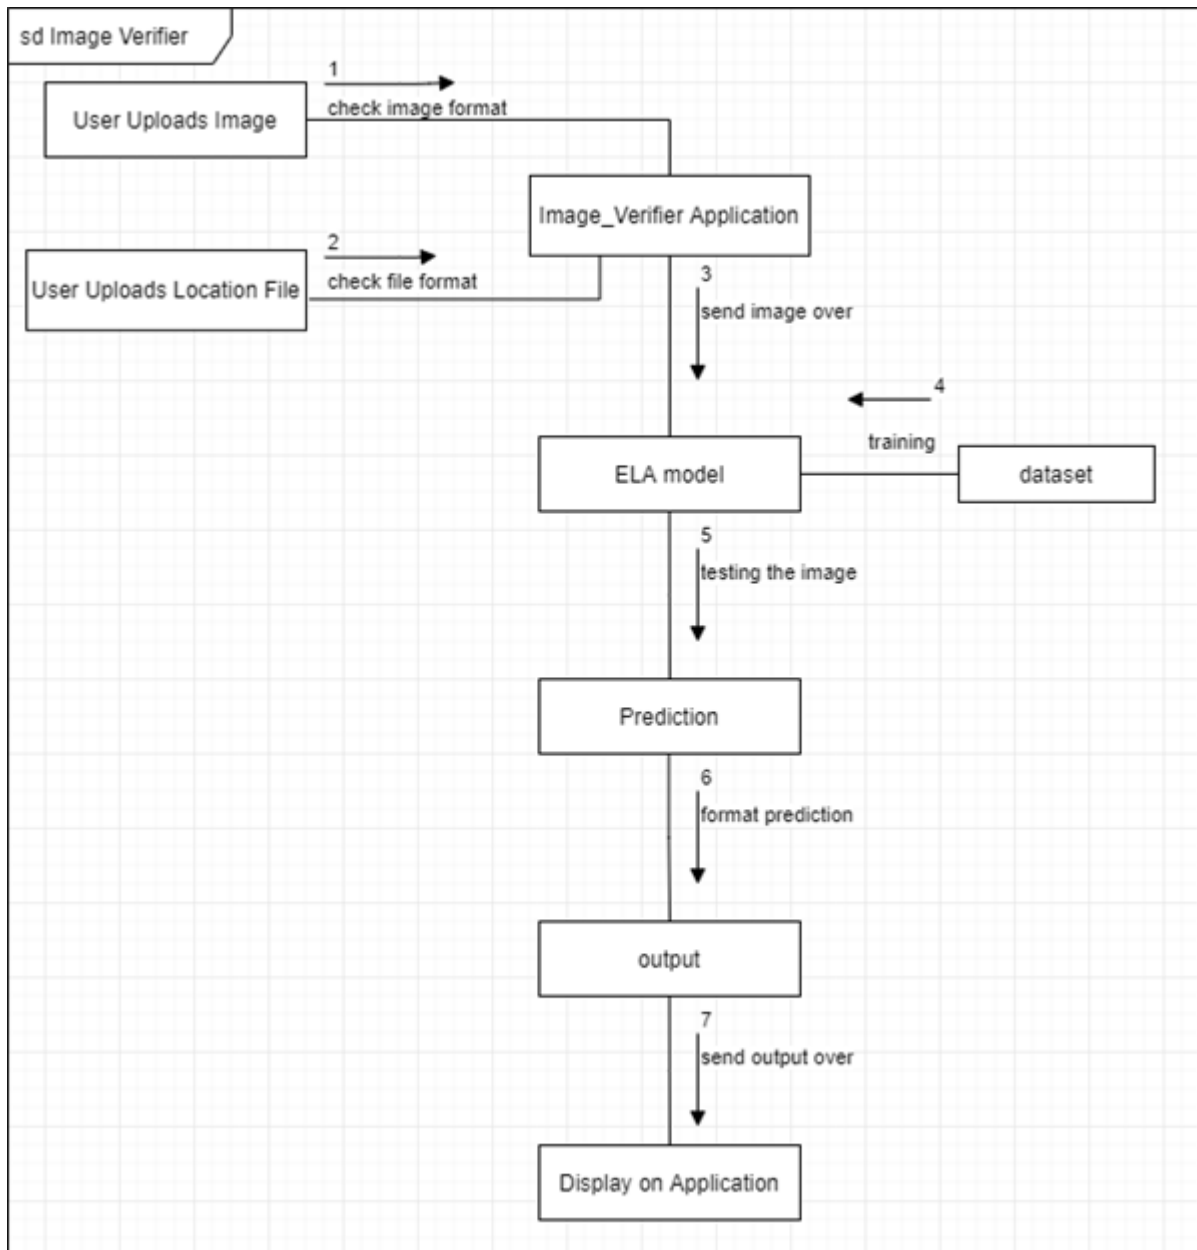 sd Image Verifier
1
check image format
User Uploads Image
Image_Verifier Application
2
check file format
User Uploads Location File
3
send image over
4
training
ELA model
dataset
5
testing the image
Prediction
6
format prediction
output
7
send output over
Display on Application